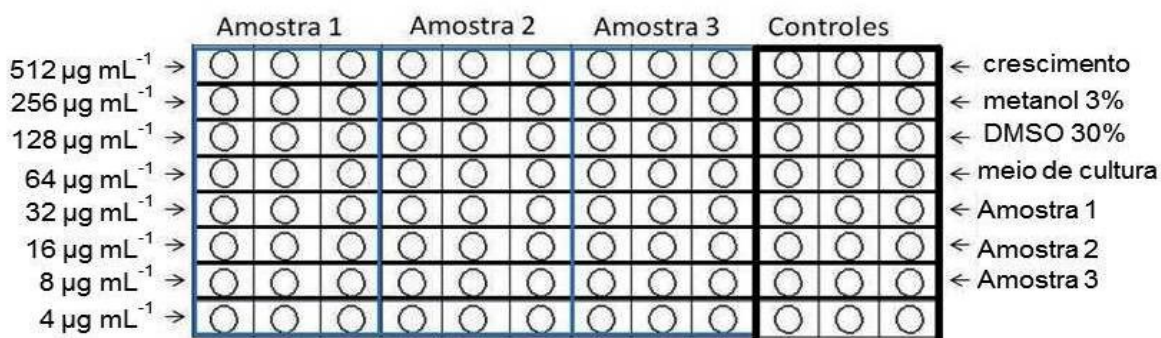 Amostra 1 Amostra 2 Amostra 3 Controles
512 µg mL⁻¹ → ← crescimento
256 µg mL⁻¹ → ← metanol 3%
128 µg mL⁻¹ → ← DMSO 30%
64 µg mL⁻¹ → ← meio de cultura
32 µg mL⁻¹ → ← Amostra 1
16 µg mL⁻¹ → ← Amostra 2
8 µg mL⁻¹ → ← Amostra 3
4 µg mL⁻¹ →